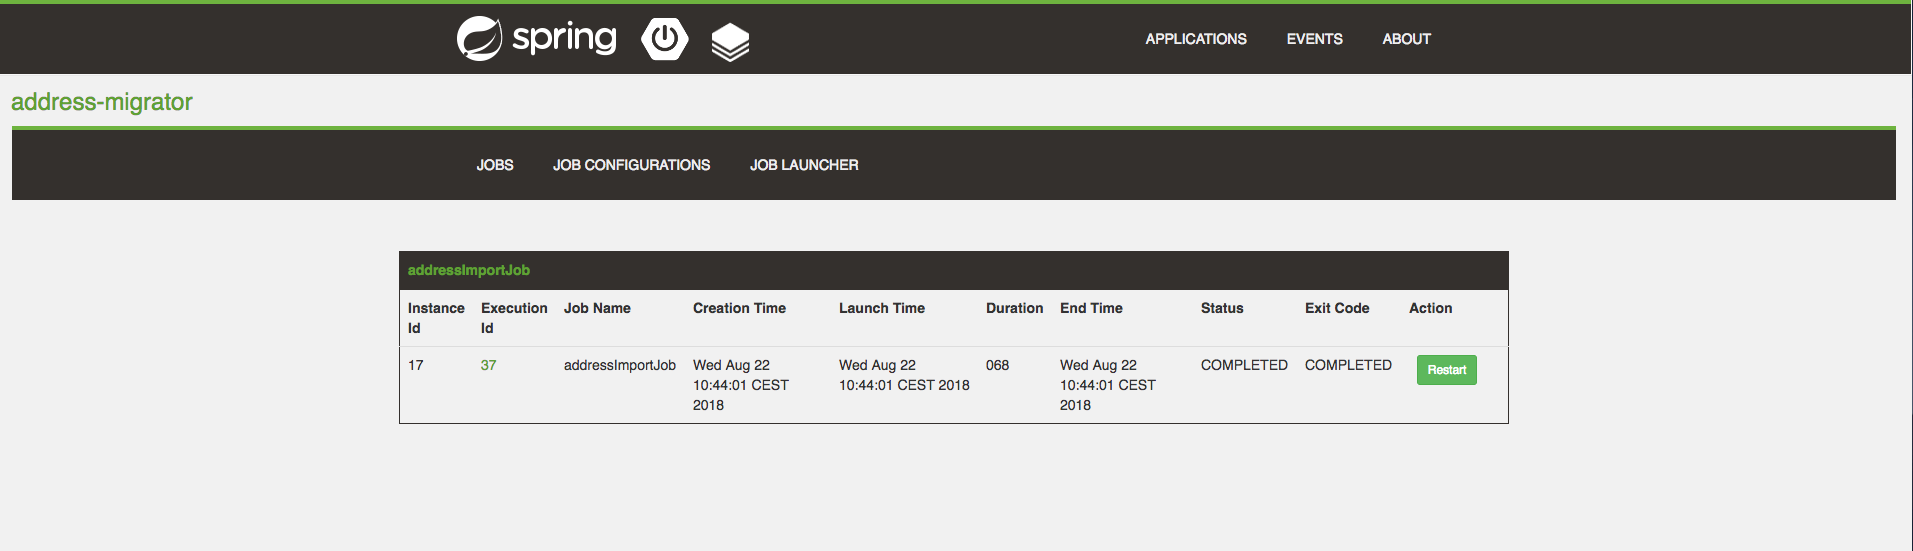 spring
APPLICATIONS EVENTS ABOUT
address-migrator
JOBS JOB CONFIGURATIONS JOB LAUNCHER
addressImportJob
Instance Execution Job Name Creation Time Launch Time Duration End Time Status Exit Code Action
Id Id
17 37 addressImportJob Wed Aug 22 Wed Aug 22 068 Wed Aug 22 COMPLETED COMPLETED Restart
10:44:01 CEST 10:44:01 CEST 2018 10:44:01 CEST
2018 2018